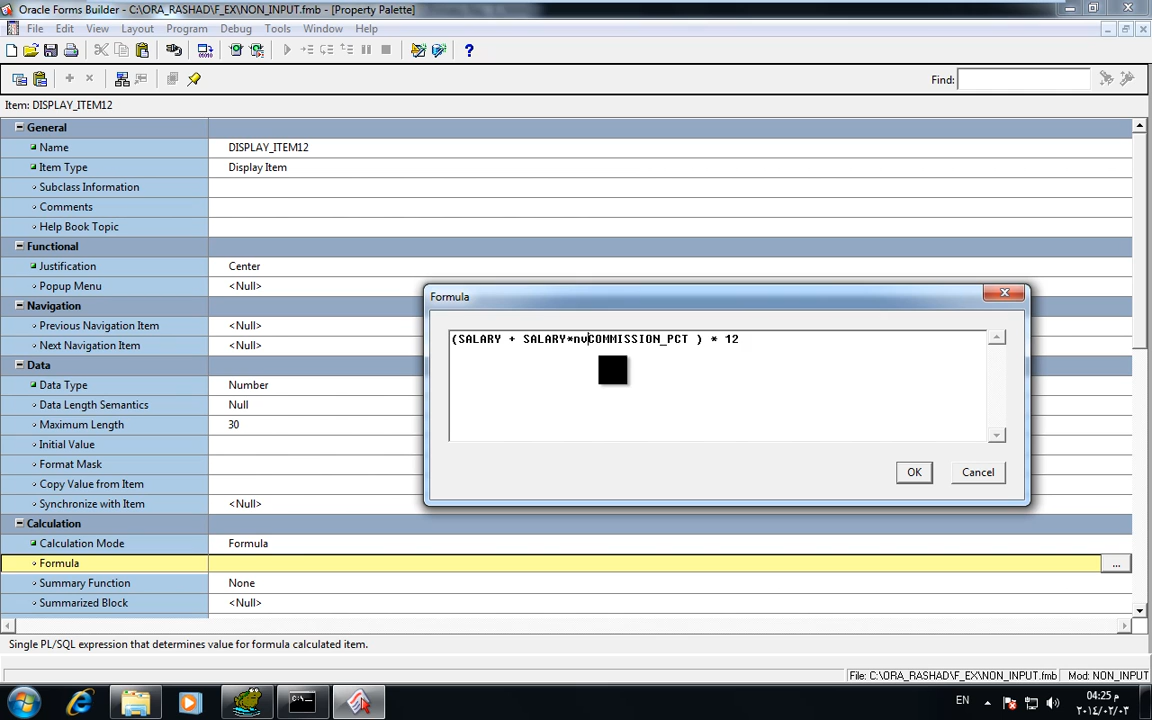 Oracle Forms Builder - C:\ORA_RASHAD\F_EX\NON_INPUT.fmb - [Property Palette]
File Edit View Layout Program Debug Tools Window Help
Find:
Item: DISPLAY_ITEM12
General
Name DISPLAY_ITEM12
Item Type Display Item
Subclass Information
Comments
Help Book Topic
Functional
Justification Center
Popup Menu <Null>
Navigation
Previous Navigation Item <Null>
Next Navigation Item <Null>
Data
Data Type Number
Data Length Semantics Null
Maximum Length 30
Initial Value
Format Mask
Copy Value from Item
Synchronize with Item <Null>
Calculation
Calculation Mode Formula
Formula ...
Summary Function None
Summarized Block <Null>
Formula
(SALARY + SALARY*nvCOMMISSION_PCT ) * 12
OK Cancel
Single PL/SQL expression that determines value for formula calculated item.
File: C:\ORA_RASHAD\F_EX\NON_INPUT.fmb Mod: NON_INPUT
EN
04:25 م
٢٠١٤/٠٢/٠٣